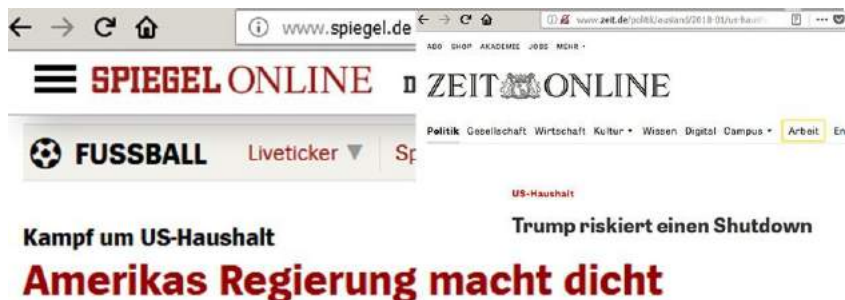 www.spiegel.de
SPIEGEL ONLINE
FUSSBALL Liveticker
Kampf um US-Haushalt
Amerikas Regierung macht dicht
www.zeit.de/politik/ausland/2018-01/us-haush
ABO SHOP AKADEMIE JOBS MEHR
ZEIT ONLINE
Politik Gesellschaft Wirtschaft Kultur Wissen Digital Campus Arbeit
US-Haushalt
Trump riskiert einen Shutdown